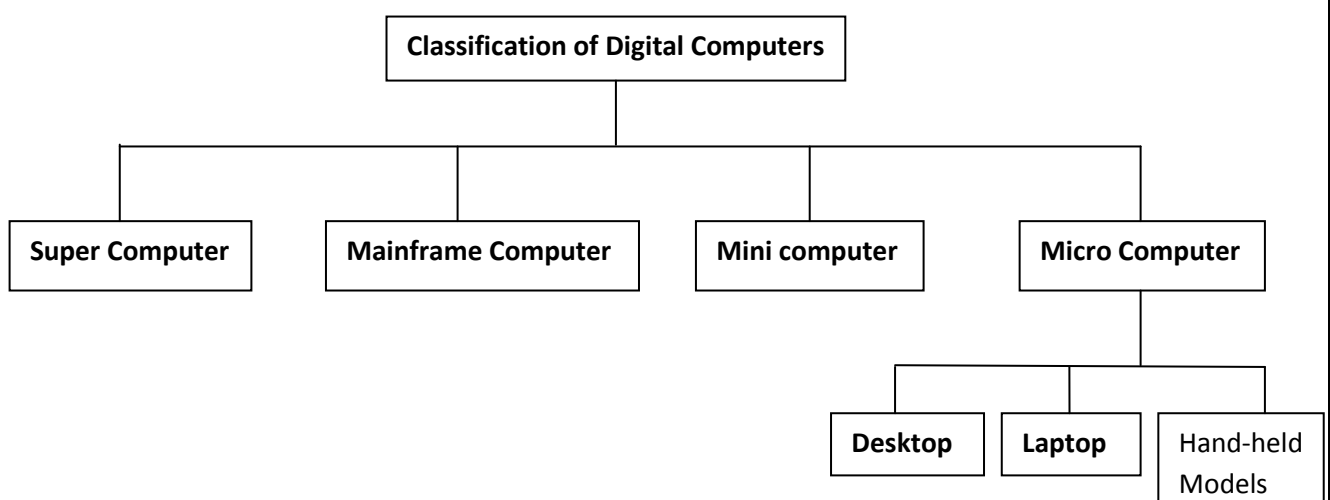 Classification of Digital Computers
Super Computer
Mainframe Computer
Mini computer
Micro Computer
Desktop
Laptop
Hand-held
Models